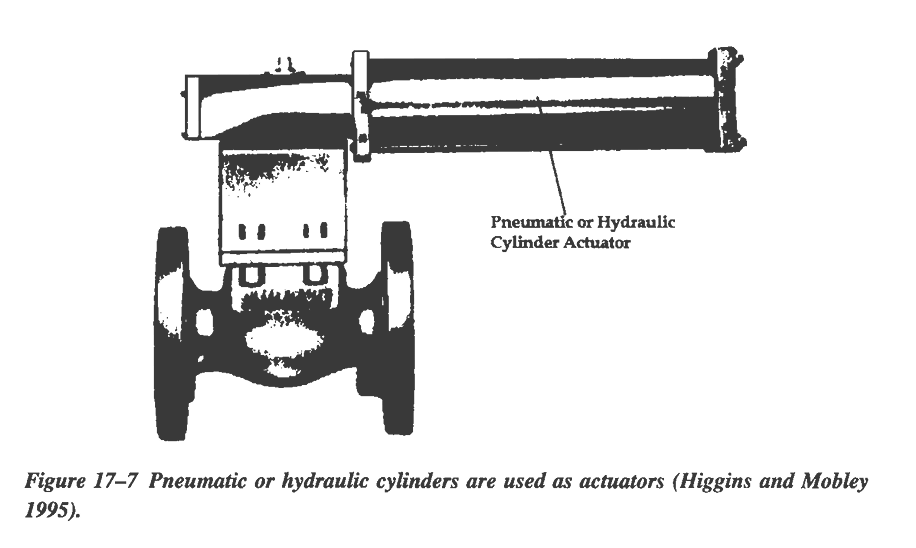 Pneumatic or Hydraulic
Cylinder Actuator
Figure 17–7 Pneumatic or hydraulic cylinders are used as actuators (Higgins and Mobley
1995).